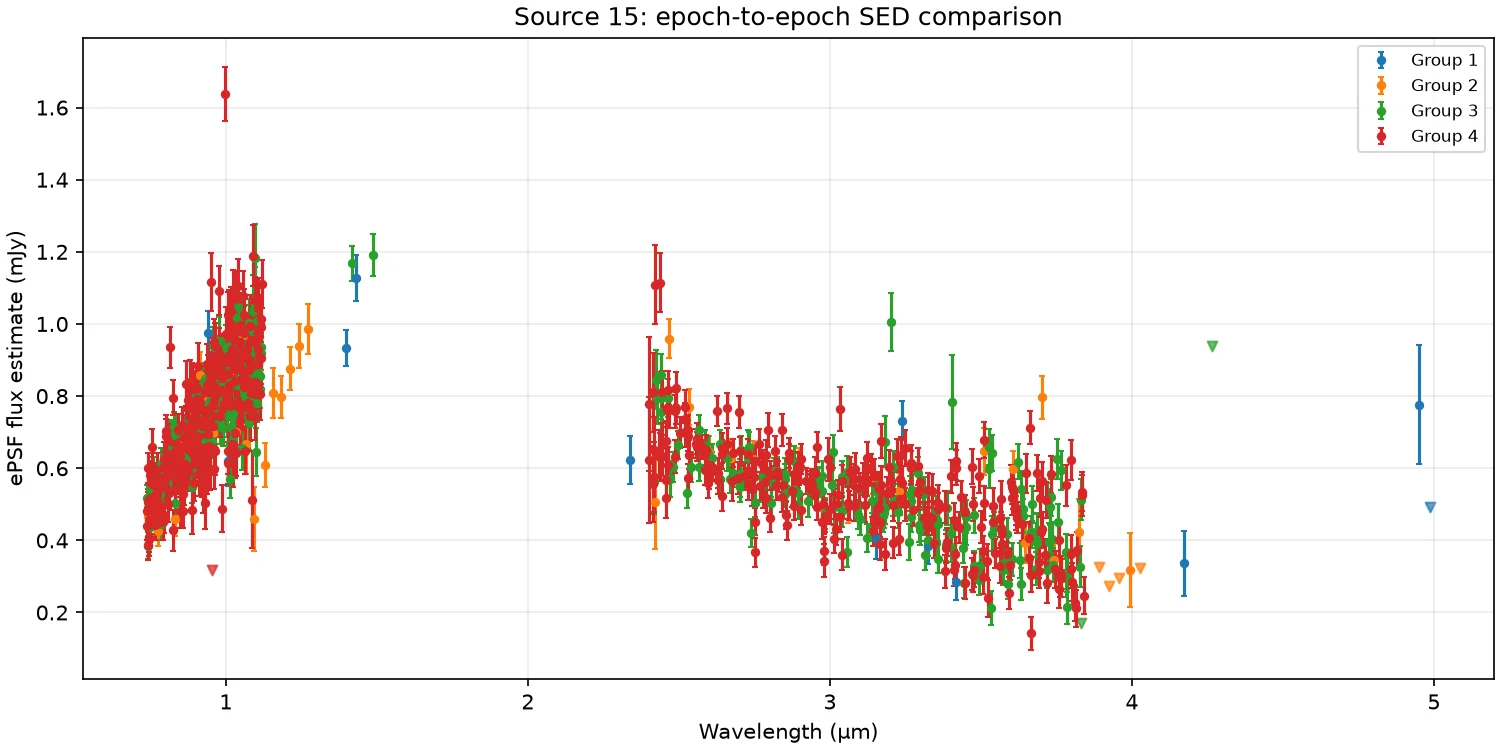 Source 15: epoch-to-epoch SED comparison
ePSF flux estimate (mJy)
1.6
1.4
1.2
1.0
0.8
0.6
0.4
0.2
Group 1
Group 2
Group 3
Group 4
1 2 3 4 5
Wavelength (μm)